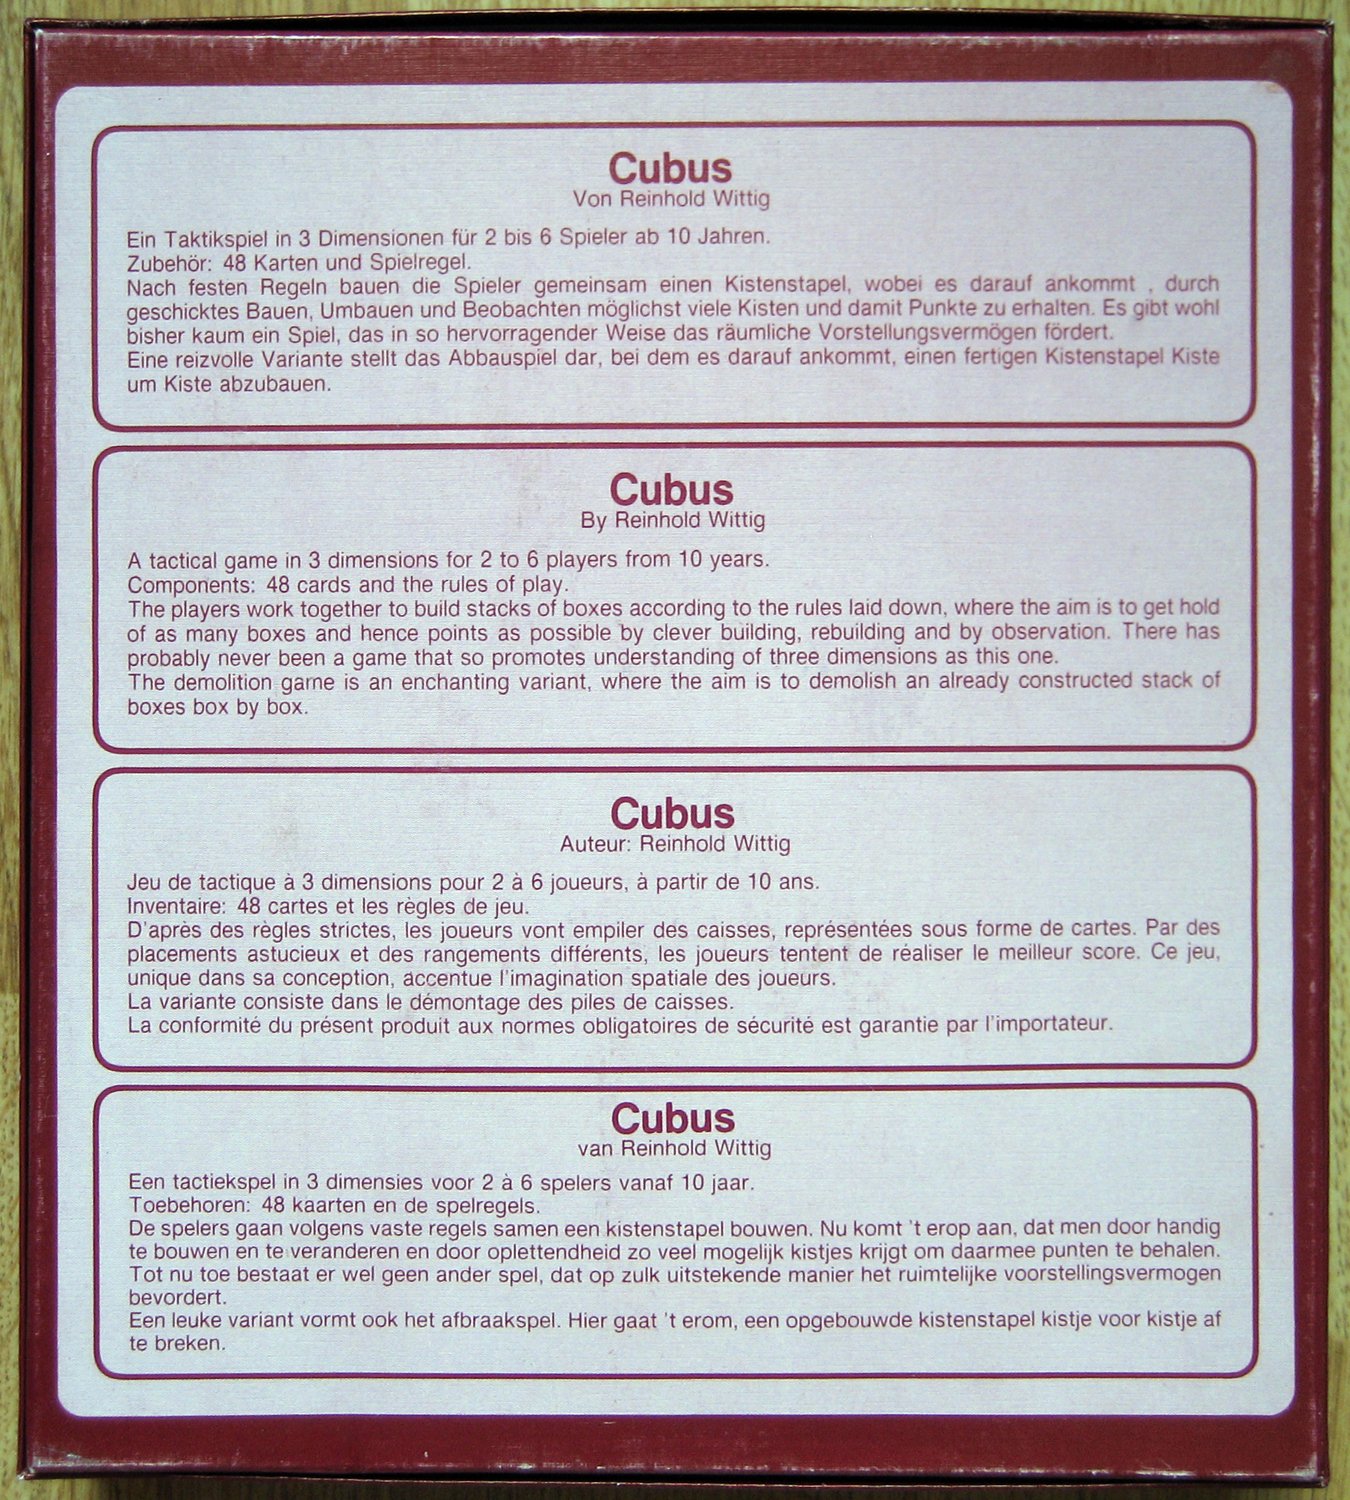 Cubus
Von Reinhold Wittig
Ein Taktikspiel in 3 Dimensionen für 2 bis 6 Spieler ab 10 Jahren.
Zubehör: 48 Karten und Spielregel.
Nach festen Regeln bauen die Spieler gemeinsam einen Kistenstapel, wobei es darauf ankommt , durch
geschicktes Bauen, Umbauen und Beobachten möglichst viele Kisten und damit Punkte zu erhalten. Es gibt wohl
bisher kaum ein Spiel, das in so hervorragender Weise das räumliche Vorstellungsvermögen fördert.
Eine reizvolle Variante stellt das Abbauspiel dar, bei dem es darauf ankommt, einen fertigen Kistenstapel Kiste
um Kiste abzubauen.
Cubus
By Reinhold Wittig
A tactical game in 3 dimensions for 2 to 6 players from 10 years.
Components: 48 cards and the rules of play.
The players work together to build stacks of boxes according to the rules laid down, where the aim is to get hold
of as many boxes and hence points as possible by clever building, rebuilding and by observation. There has
probably never been a game that so promotes understanding of three dimensions as this one.
The demolition game is an enchanting variant, where the aim is to demolish an already constructed stack of
boxes box by box.
Cubus
Auteur: Reinhold Wittig
Jeu de tactique à 3 dimensions pour 2 à 6 joueurs, à partir de 10 ans.
Inventaire: 48 cartes et les règles de jeu.
D'après des règles strictes, les joueurs vont empiler des caisses, représentées sous forme de cartes. Par des
placements astucieux et des rangements différents, les joueurs tentent de réaliser le meilleur score. Ce jeu,
unique dans sa conception, accentue l'imagination spatiale des joueurs.
La variante consiste dans le démontage des piles de caisses.
La conformité du présent produit aux normes obligatoires de sécurité est garantie par l'importateur.
Cubus
van Reinhold Wittig
Een tactiekspel in 3 dimensies voor 2 à 6 spelers vanaf 10 jaar.
Toebehoren: 48 kaarten en de spelregels.
De spelers gaan volgens vaste regels samen een kistenstapel bouwen. Nu komt 't erop aan, dat men door handig
te bouwen en te veranderen en door oplettendheid zo veel mogelijk kistjes krijgt om daarmee punten te behalen.
Tot nu toe bestaat er wel geen ander spel, dat op zulk uitstekende manier het ruimtelijke voorstellingsvermogen
bevordert.
Een leuke variant vormt ook het afbraakspel. Hier gaat 't erom, een opgebouwde kistenstapel kistje voor kistje af
te breken.